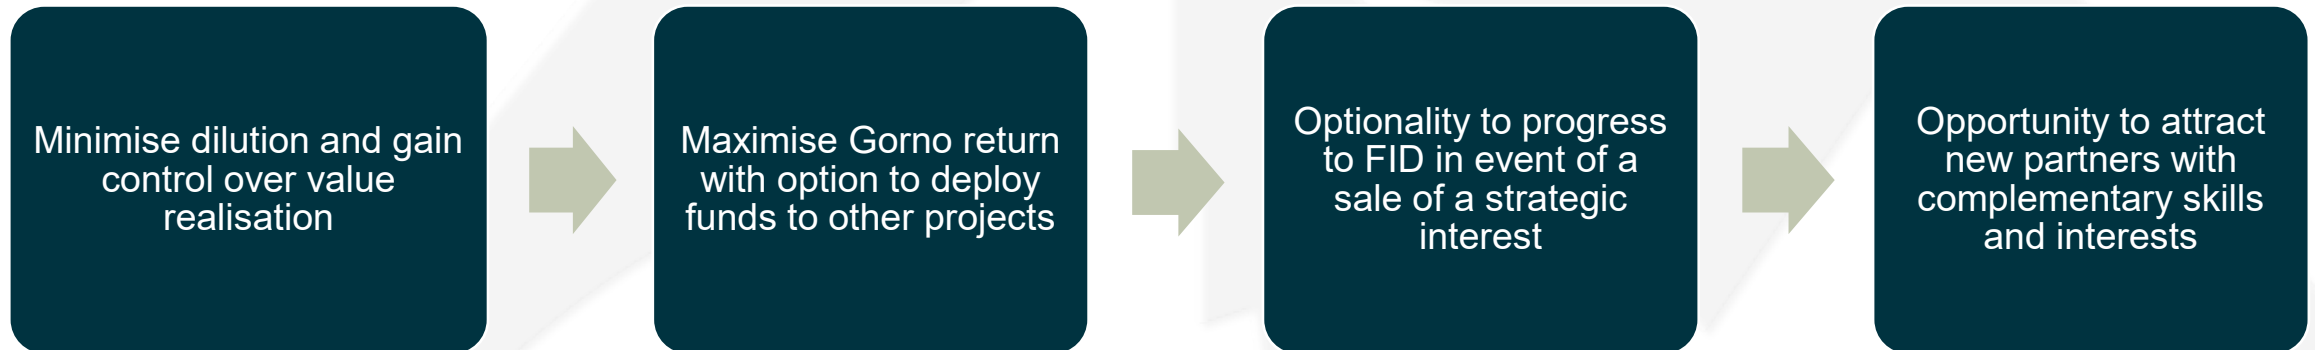 Minimise dilution and gain
control over value
realisation
Maximise Gorno return
with option to deploy
funds to other projects
Optionality to progress
to FID in event of a
sale of a strategic
interest
Opportunity to attract
new partners with
complementary skills
and interests